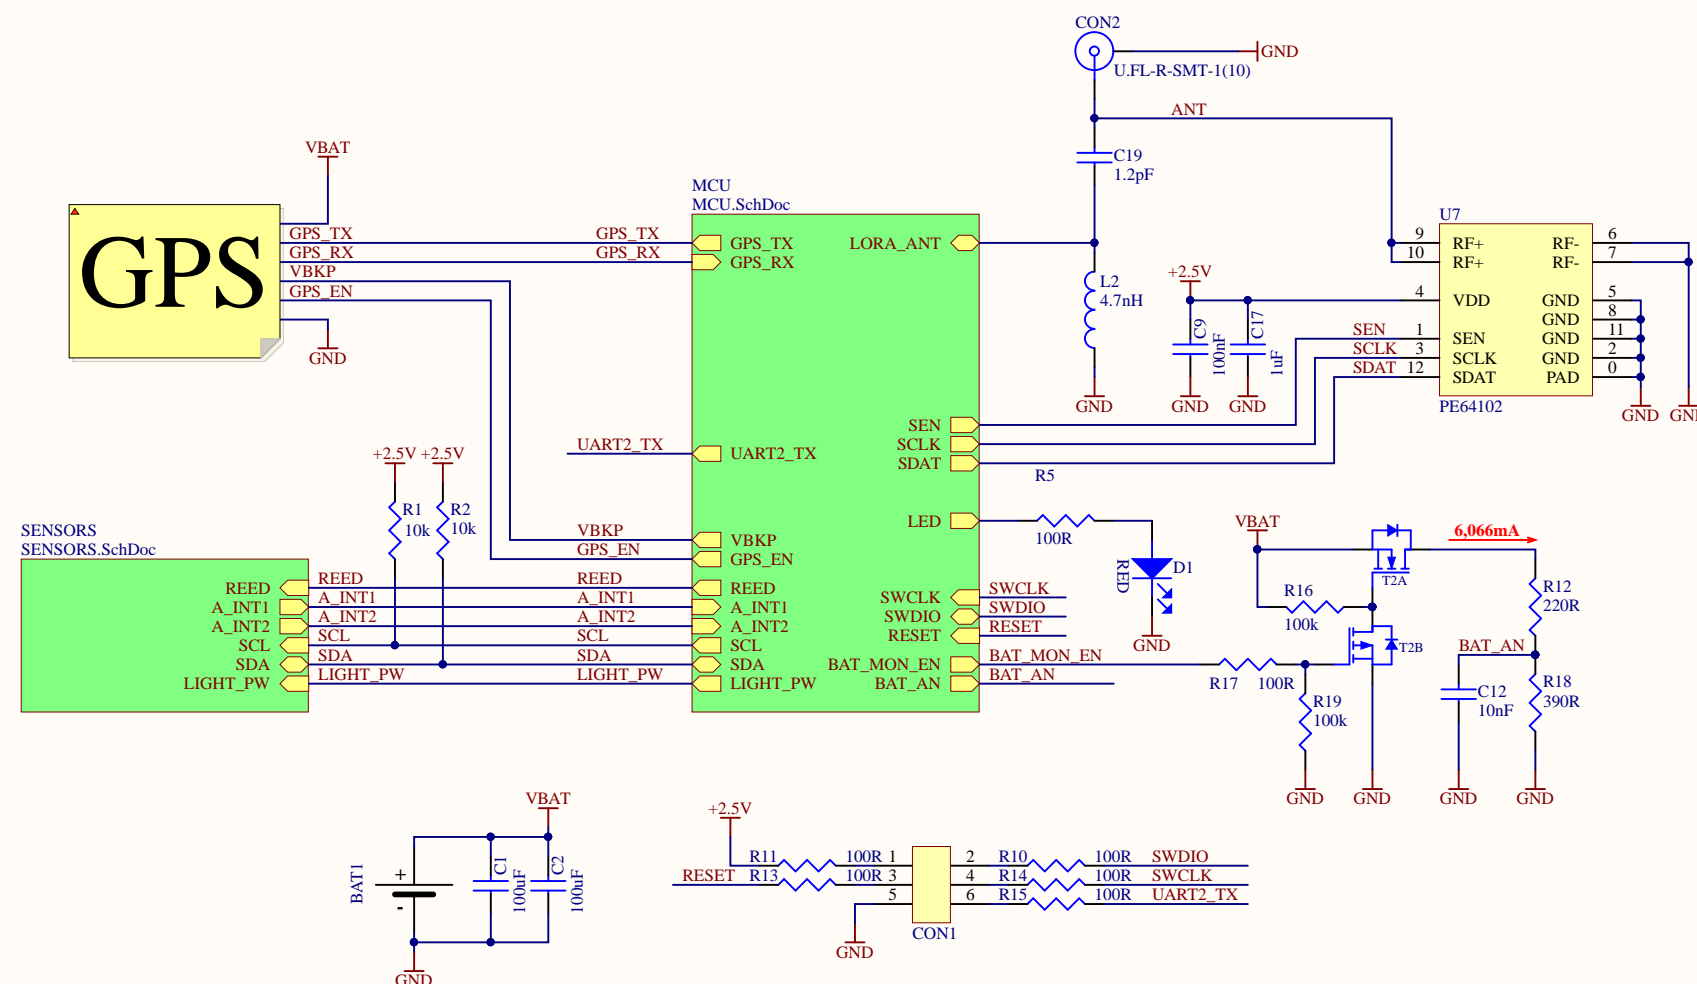 CON2
GND
U.FL-R-SMT-1(10)
ANT
C19
1.2pF
VBAT
GPS
GPS_TX
GPS_RX
VBKP
GPS_EN
GND
GPS_TX
GPS_RX
MCU
MCU.SchDoc
GPS_TX
GPS_RX
LORA_ANT
UART2_TX
UART2_TX
SEN
SCLK
SDAT
LED
VBKP
GPS_EN
VBKP
GPS_EN
L2
4.7nH
GND
+2.5V
C9
100nF
GND
C17
1uF
GND
U7
9 RF+ RF- 6
10 RF+ RF- 7
4 VDD GND 5
GND 8
1 SEN GND 11
3 SCLK GND 2
12 SDAT PAD 0
SEN
SCLK
SDAT
PE64102
GND
GND
+2.5V +2.5V
R1
10k
R2
10k
SENSORS
SENSORS.SchDoc
REED REED REED REED
A_INT1 A_INT1 A_INT1 A_INT1
A_INT2 A_INT2 A_INT2 A_INT2
SCL SCL SCL SCL
SDA SDA SDA SDA
LIGHT_PW LIGHT_PW LIGHT_PW LIGHT_PW
R5
100R
RED
D1
GND
SWCLK SWCLK
SWDIO SWDIO
RESET RESET
BAT_MON_EN BAT_MON_EN
BAT_AN BAT_AN
VBAT
6,066mA
T2A
R16
100k
T2B
R12
220R
BAT_AN
R17 100R
R19
100k
C12
10nF
R18
390R
GND
GND
GND
GND
VBAT
BAT1
+
-
C1
100uF
C2
100uF
GND
+2.5V
R11 100R 1 2 R10 100R SWDIO
RESET R13 100R 3 4 R14 100R SWCLK
5 6 R15 100R UART2_TX
GND
CON1